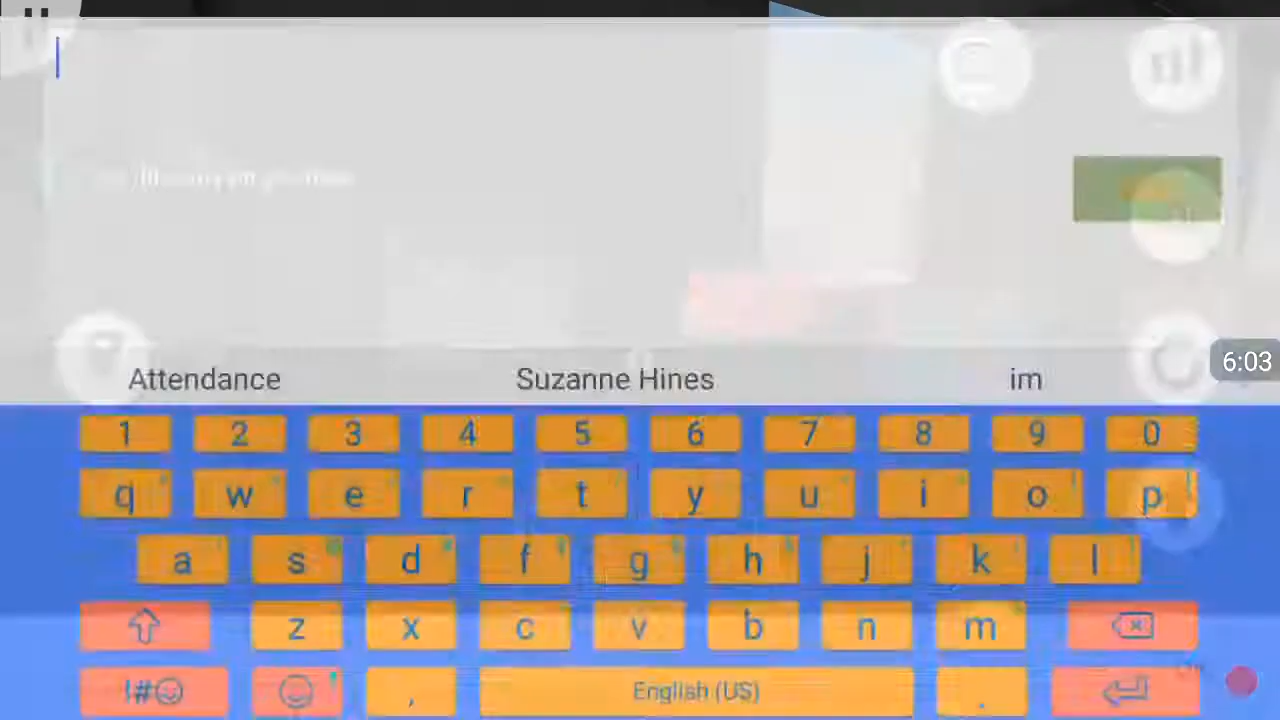 Attendance Suzanne Hines im
6:03
1 2 3 4 5 6 7 8 9 0
q w e r t y u i o p
a s d f g h j k l
z x c v b n m
!#☺ , English (US) .